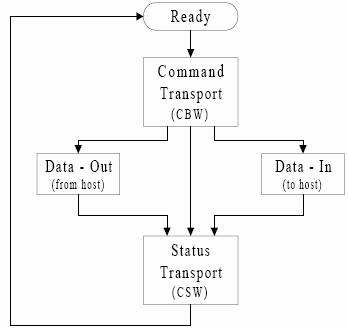 Ready
Command
Transport
(CBW)
Data - Out
(from host)
Data - In
(to host)
Status
Transport
(CSW)